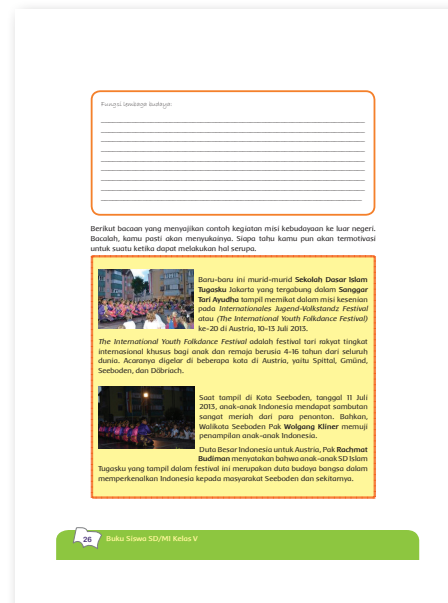 Fungsi lembaga budaya:
Berikut bacaan yang menyajikan contoh kegiatan misi kebudayaan ke luar negeri.
Bacalah, kamu pasti akan menyukainya. Siapa tahu kamu pun akan termotivasi
untuk suatu ketika dapat melakukan hal serupa.
Baru-baru ini murid-murid Sekolah Dasar Islam
Tugasku Jakarta yang tergabung dalam Sanggar
Tari Ayudha tampil memikat dalam misi kesenian
pada Internationales Jugend-Volkstandz Festival
atau (The International Youth Folkdance Festival)
ke-20 di Austria, 10–13 Juli 2013.
The International Youth Folkdance Festival adalah festival tari rakyat tingkat
internasional khusus bagi anak dan remaja berusia 4–16 tahun dari seluruh
dunia. Acaranya digelar di beberapa kota di Austria, yaitu Spittal, Gmünd,
Seeboden, dan Döbriach.
Saat tampil di Kota Seeboden, tanggal 11 Juli
2013, anak-anak Indonesia mendapat sambutan
sangat meriah dari para penonton. Bahkan,
Walikota Seeboden Pak Wolgang Kliner memuji
penampilan anak-anak Indonesia.
Duta Besar Indonesia untuk Austria, Pak Rachmat
Budiman menyatakan bahwa anak-anak SD Islam
Tugasku yang tampil dalam festival ini merupakan duta budaya bangsa dalam
memperkenalkan Indonesia kepada masyarakat Seeboden dan sekitarnya.
26
Buku Siswa SD/MI Kelas V